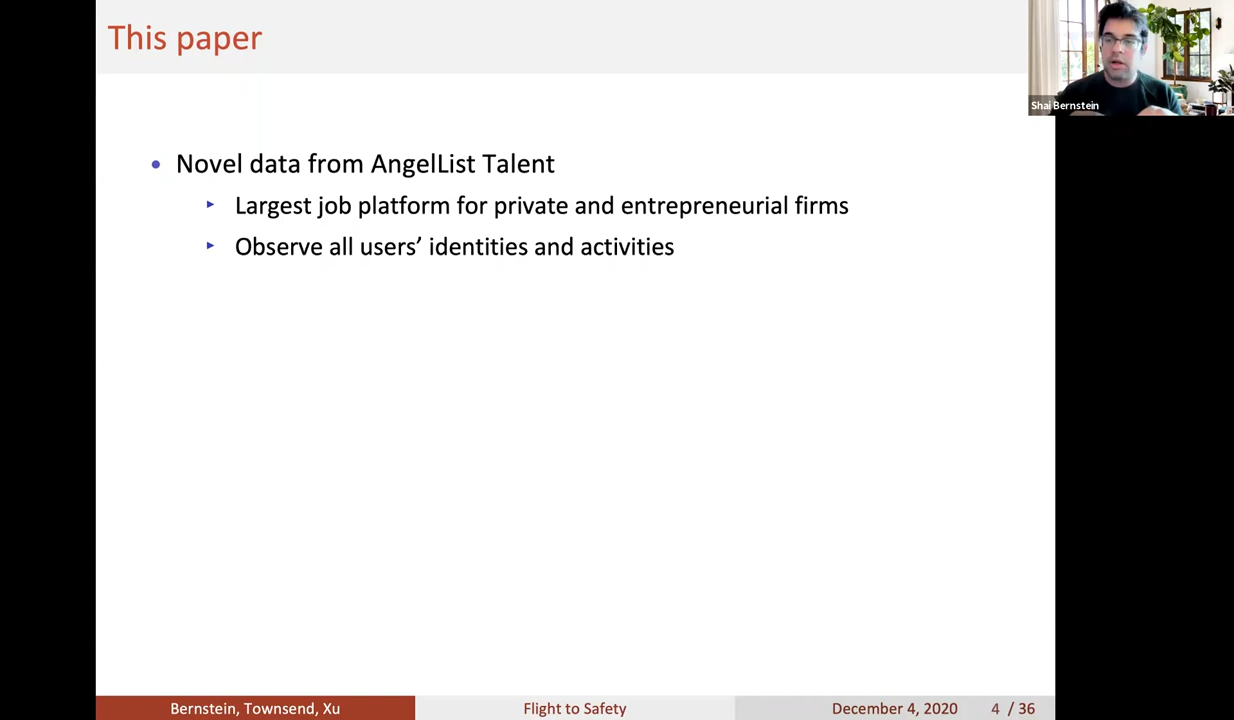 This paper
Shai Bernstein
• Novel data from AngelList Talent
▸ Largest job platform for private and entrepreneurial firms
▸ Observe all users’ identities and activities
Bernstein, Townsend, Xu
Flight to Safety
December 4, 2020
4 / 36